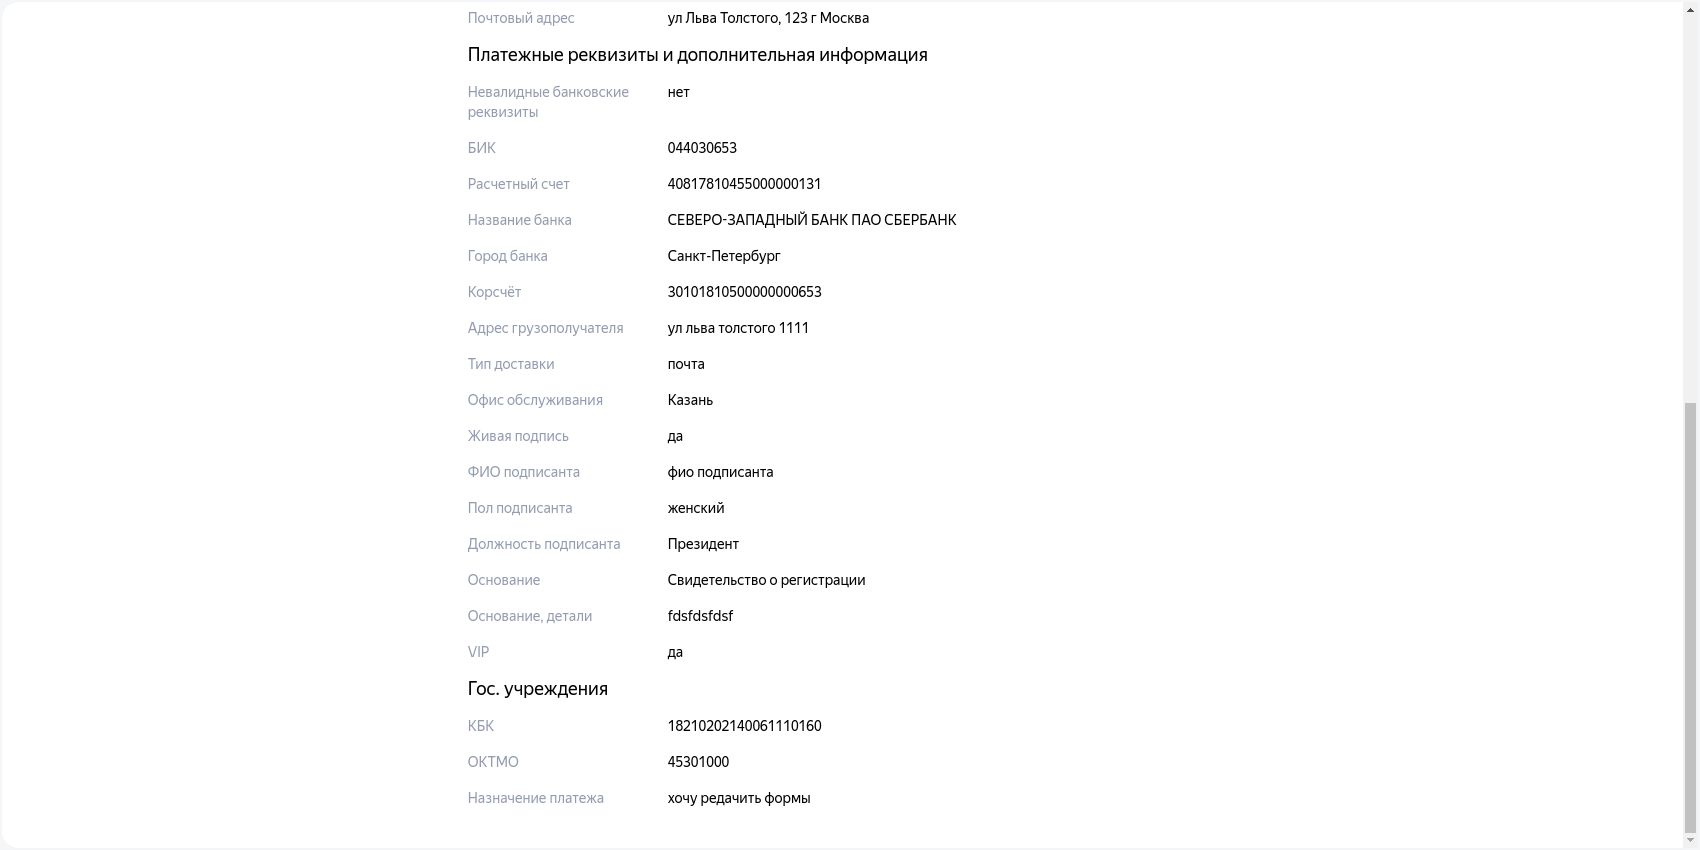 Почтовый адрес ул Льва Толстого, 123 г Москва
Платежные реквизиты и дополнительная информация
Невалидные банковские нет
реквизиты
БИК 044030653
Расчетный счет 40817810455000000131
Название банка СЕВЕРО-ЗАПАДНЫЙ БАНК ПАО СБЕРБАНК
Город банка Санкт-Петербург
Корсчёт 30101810500000000653
Адрес грузополучателя ул льва толстого 1111
Тип доставки почта
Офис обслуживания Казань
Живая подпись да
ФИО подписанта фио подписанта
Пол подписанта женский
Должность подписанта Президент
Основание Свидетельство о регистрации
Основание, детали fdsfdsfdsf
VIP да
Гос. учреждения
КБК 18210202140061110160
ОКТМО 45301000
Назначение платежа хочу редачить формы